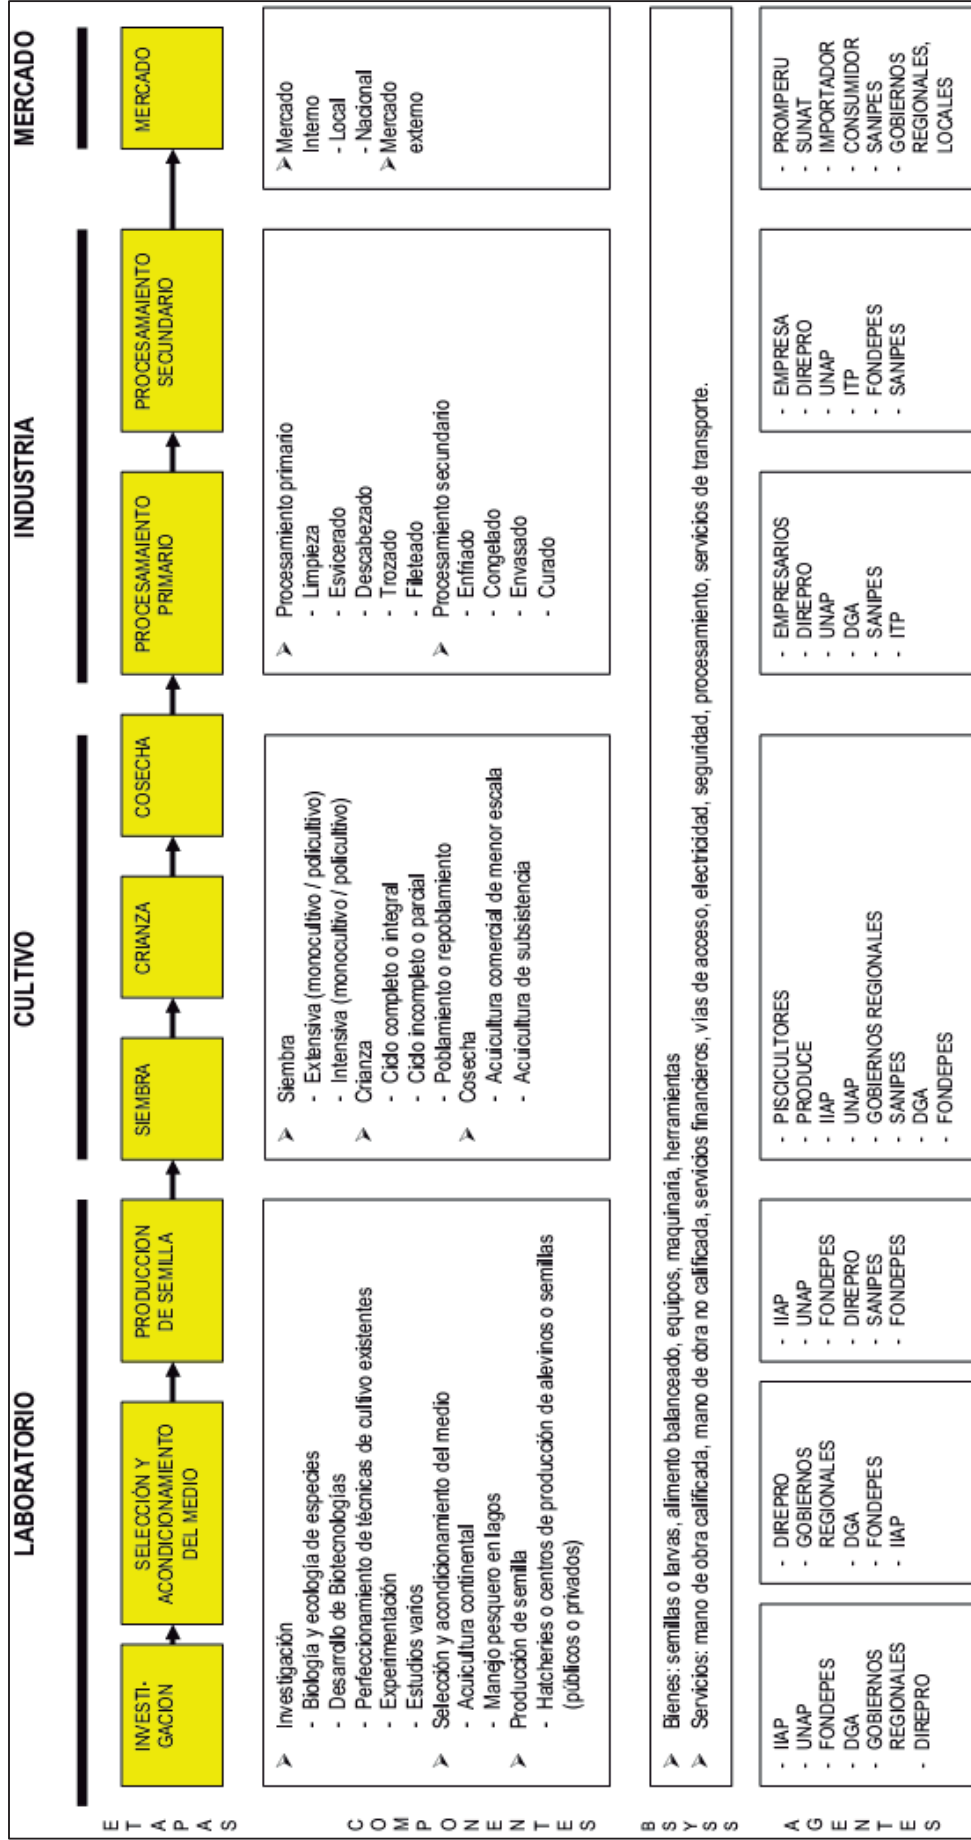 LABORATORIO
CULTIVO
INDUSTRIA
MERCADO
ETAPAS
INVESTI-
GACION
SELECCIÓN Y
ACONDICIONAMIENTO
DEL MEDIO
PRODUCCION
DE SEMILLA
SIEMBRA
CRIANZA
COSECHA
PROCESAMAIENTO
PRIMARIO
PROCESAMAIENTO
SECUNDARIO
MERCADO
COMPONENTES
➢ Investigación
- Biología y ecología de especies
- Desarrollo de Biotecnologías
- Perfeccionamiento de técnicas de cultivo existentes
- Experimentación
- Estudios varios
➢ Selección y acondicionamiento del medio
- Acuicultura continental
- Manejo pesquero en lagos
➢ Producción de semilla
- Hatcheries o centros de producción de alevinos o semillas
(públicos o privados)
➢ Siembra
- Extensiva (monocultivo / policultivo)
- Intensiva (monocultivo / policultivo)
➢ Crianza
- Ciclo completo o integral
- Ciclo incompleto o parcial
- Poblamiento o repoblamiento
➢ Cosecha
- Acuicultura comercial de menor escala
- Acuicultura de subsistencia
➢ Procesamiento primario
- Limpieza
- Esvicerado
- Descabezado
- Trozado
- Fileteado
➢ Procesamiento secundario
- Enfriado
- Congelado
- Envasado
- Curado
➢ Mercado
Interno
- Local
- Nacional
➢ Mercado
externo
BSYSS
➢ Bienes: semillas o larvas, alimento balanceado, equipos, maquinaria, herramientas
➢ Servicios: mano de obra calificada, mano de obra no calificada, servicios financieros, vías de acceso, electricidad, seguridad, procesamiento, servicios de transporte.
AGENTES
- IIAP
- UNAP
- FONDEPES
- DGA
- GOBIERNOS
REGIONALES
- DIREPRO
- DIREPRO
- GOBIERNOS
REGIONALES
- DGA
- FONDEPES
- IIAP
- IIAP
- UNAP
- FONDEPES
- DIREPRO
- SANIPES
- FONDEPES
- PISCICULTORES
- PRODUCE
- IIAP
- UNAP
- GOBIERNOS REGIONALES
- SANIPES
- DGA
- FONDEPES
- EMPRESARIOS
- DIREPRO
- UNAP
- DGA
- SANIPES
- ITP
- EMPRESA
- DIREPRO
- UNAP
- ITP
- FONDEPES
- SANIPES
- PROMPERU
- SUNAT
- IMPORTADOR
- CONSUMIDOR
- SANIPES
- GOBIERNOS
REGIONALES,
LOCALES